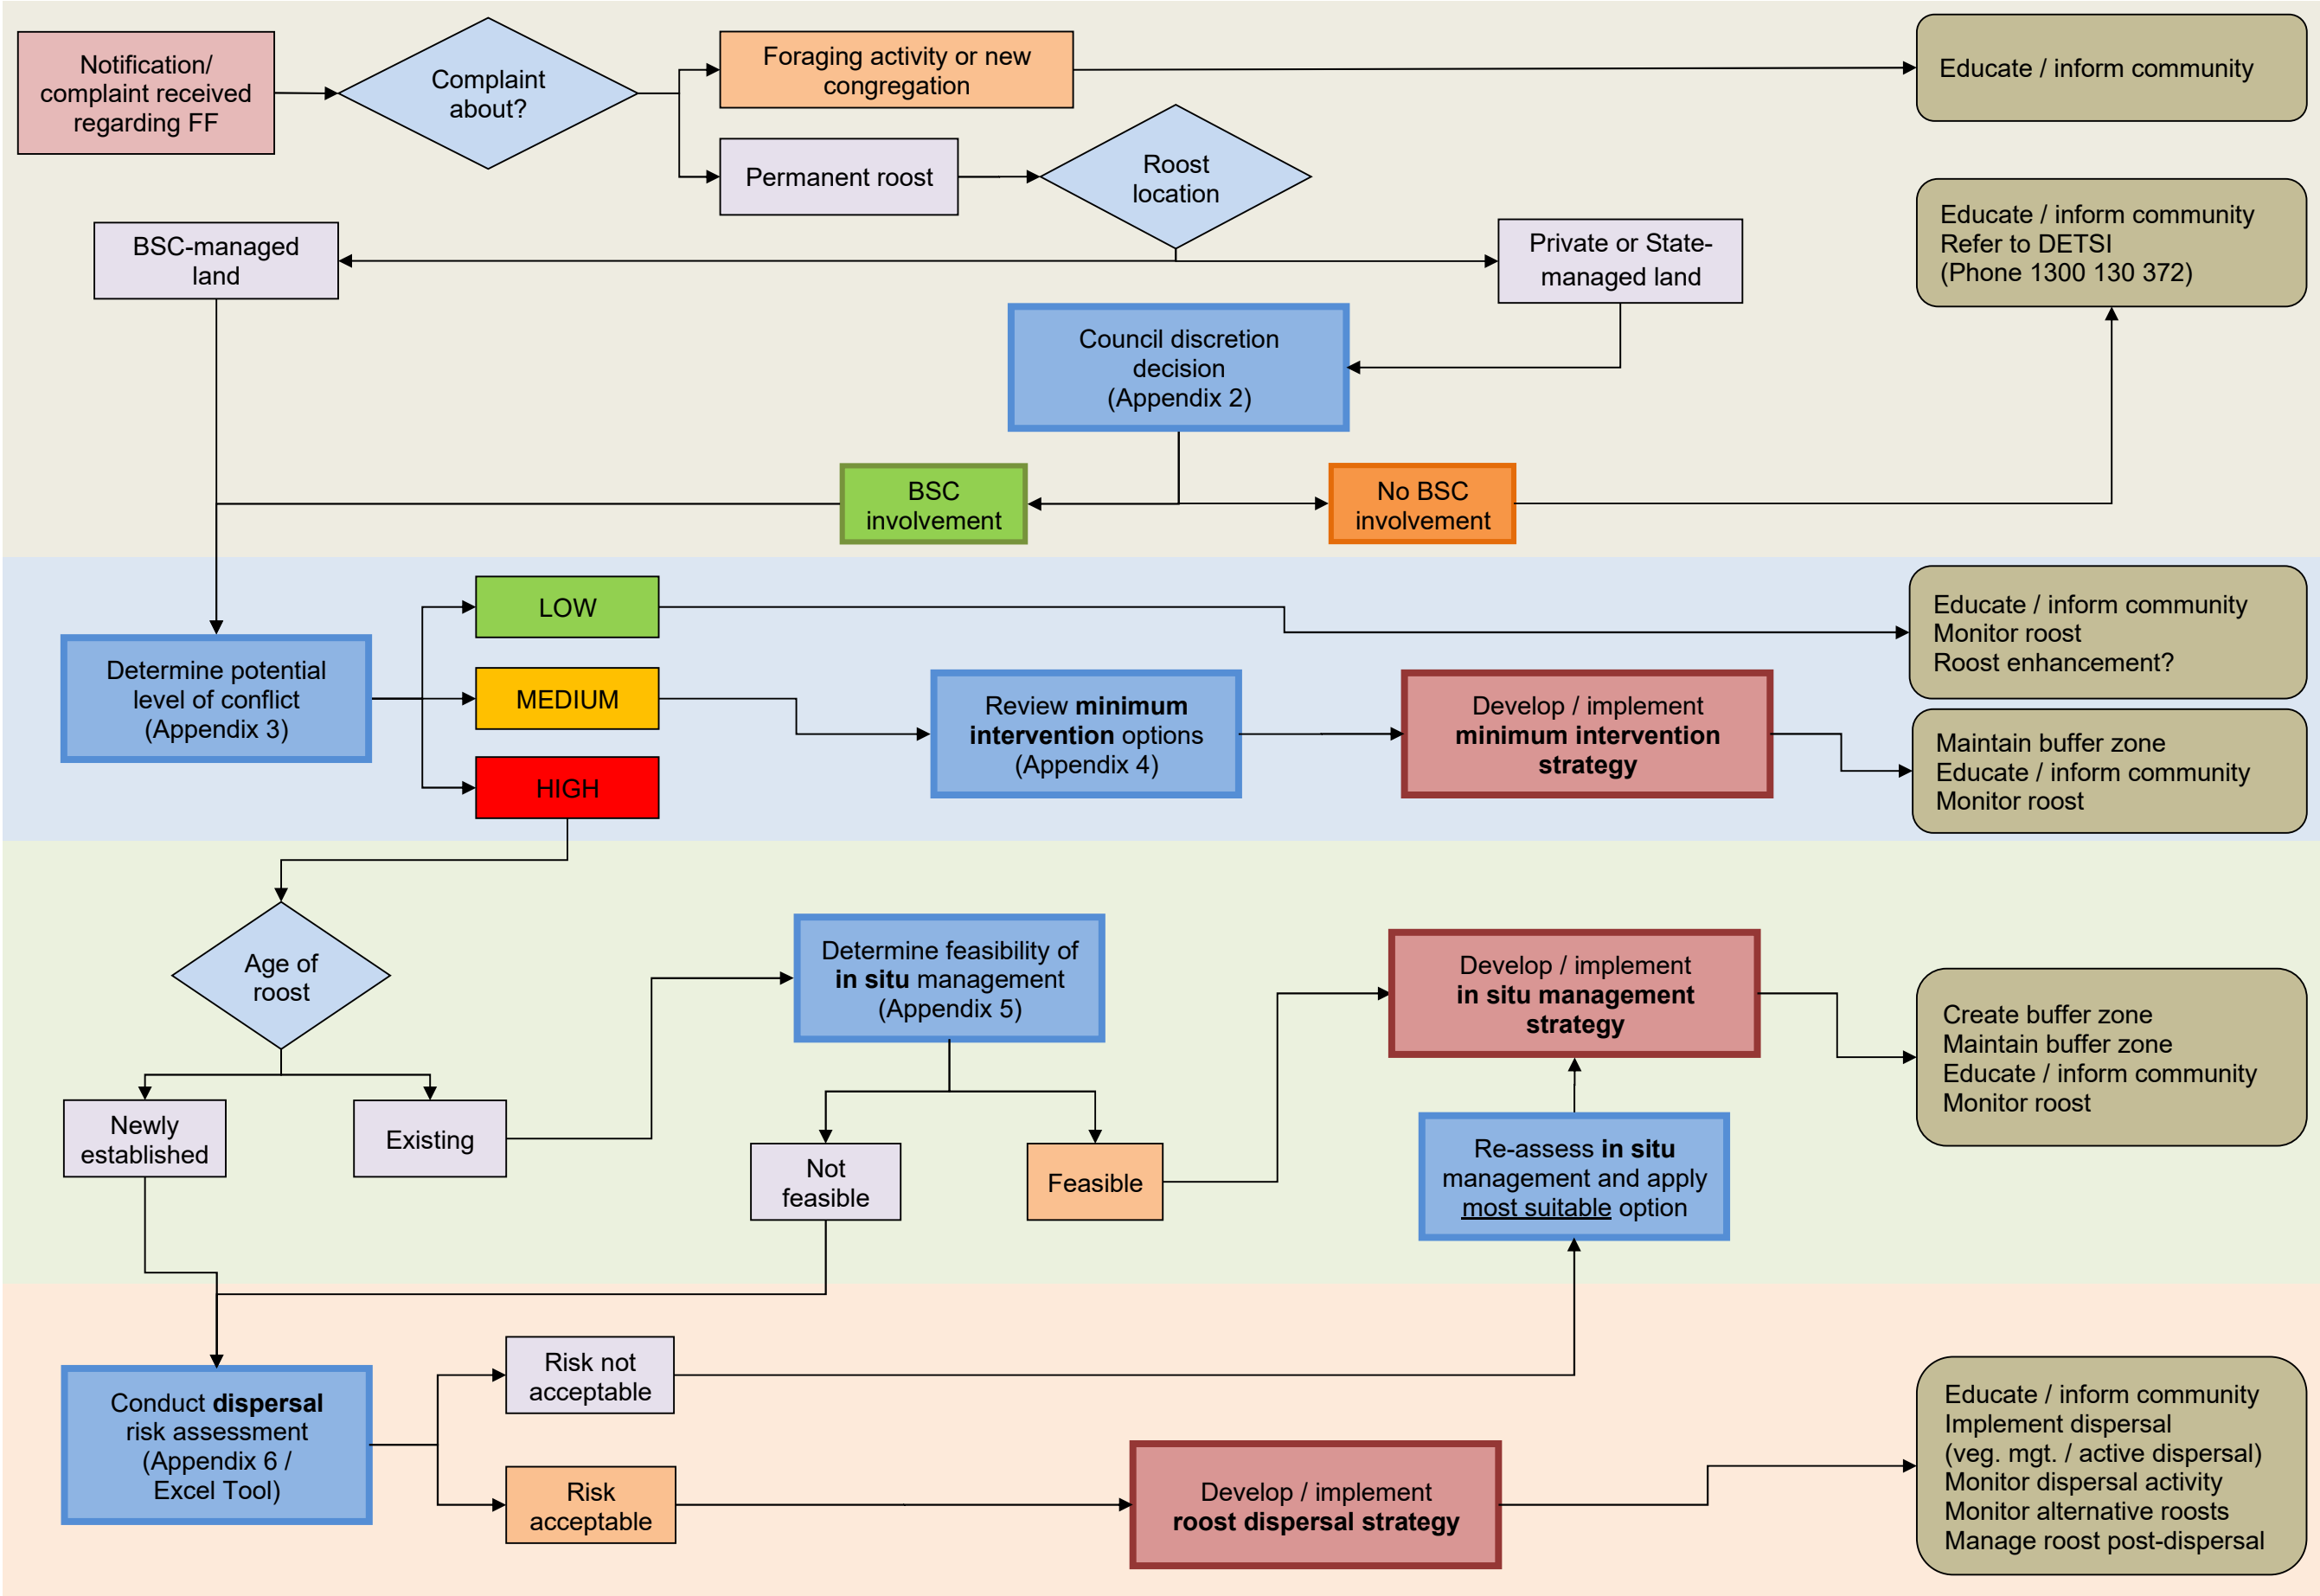 Notification/
complaint received
regarding FF
Complaint
about?
Foraging activity or new
congregation
Educate / inform community
Permanent roost
Roost
location
BSC-managed
land
Private or State-
managed land
Educate / inform community
Refer to DETSI
(Phone 1300 130 372)
Council discretion
decision
(Appendix 2)
BSC
involvement
No BSC
involvement
Determine potential
level of conflict
(Appendix 3)
LOW
MEDIUM
HIGH
Educate / inform community
Monitor roost
Roost enhancement?
Review minimum
intervention options
(Appendix 4)
Develop / implement
minimum intervention
strategy
Maintain buffer zone
Educate / inform community
Monitor roost
Age of
roost
Newly
established
Existing
Determine feasibility of
in situ management
(Appendix 5)
Not
feasible
Feasible
Develop / implement
in situ management
strategy
Re-assess in situ
management and apply
most suitable option
Create buffer zone
Maintain buffer zone
Educate / inform community
Monitor roost
Conduct dispersal
risk assessment
(Appendix 6 /
Excel Tool)
Risk not
acceptable
Risk
acceptable
Develop / implement
roost dispersal strategy
Educate / inform community
Implement dispersal
(veg. mgt. / active dispersal)
Monitor dispersal activity
Monitor alternative roosts
Manage roost post-dispersal